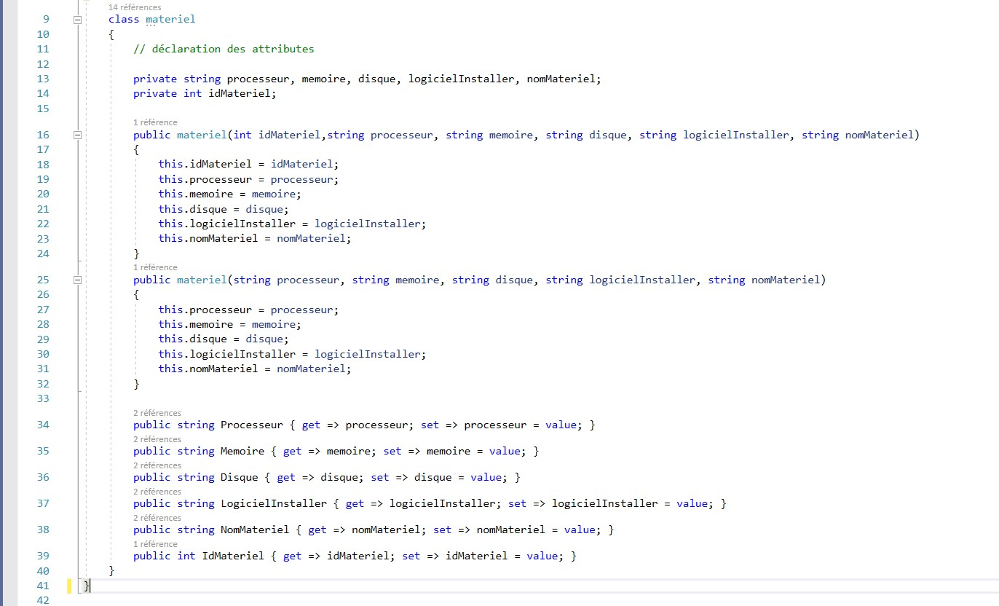 14 références
9 class materiel
10 {
11 // déclaration des attributes
12
13 private string processeur, memoire, disque, logicielInstaller, nomMateriel;
14 private int idMateriel;
15
1 référence
16 public materiel(int idMateriel,string processeur, string memoire, string disque, string logicielInstaller, string nomMateriel)
17 {
18 this.idMateriel = idMateriel;
19 this.processeur = processeur;
20 this.memoire = memoire;
21 this.disque = disque;
22 this.logicielInstaller = logicielInstaller;
23 this.nomMateriel = nomMateriel;
24 }
1 référence
25 public materiel(string processeur, string memoire, string disque, string logicielInstaller, string nomMateriel)
26 {
27 this.processeur = processeur;
28 this.memoire = memoire;
29 this.disque = disque;
30 this.logicielInstaller = logicielInstaller;
31 this.nomMateriel = nomMateriel;
32 }
33
2 références
34 public string Processeur { get => processeur; set => processeur = value; }
2 références
35 public string Memoire { get => memoire; set => memoire = value; }
2 références
36 public string Disque { get => disque; set => disque = value; }
2 références
37 public string LogicielInstaller { get => logicielInstaller; set => logicielInstaller = value; }
2 références
38 public string NomMateriel { get => nomMateriel; set => nomMateriel = value; }
1 référence
39 public int IdMateriel { get => idMateriel; set => idMateriel = value; }
40 }
41 }
42